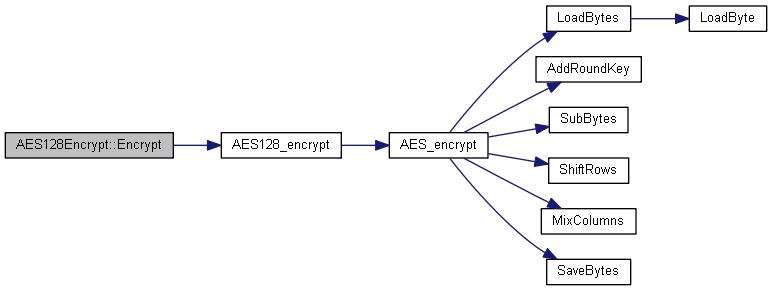 LoadBytes
LoadByte
AddRoundKey
SubBytes
AES128Encrypt::Encrypt
AES128_encrypt
AES_encrypt
ShiftRows
MixColumns
SaveBytes